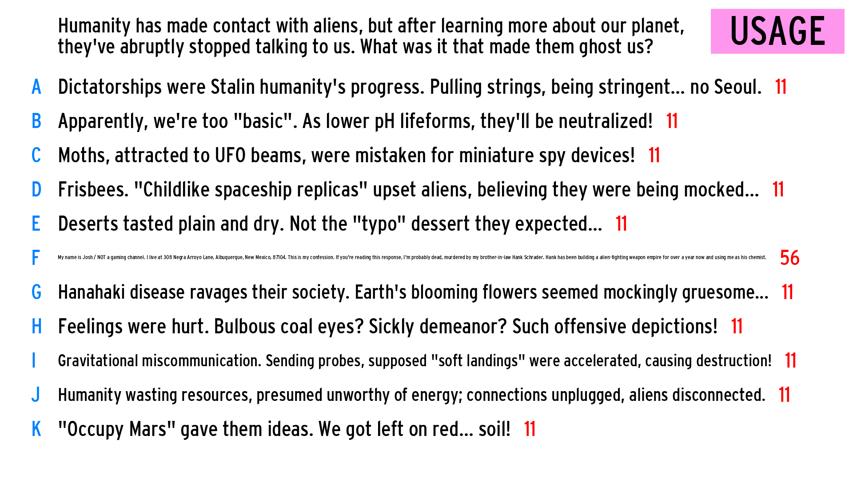 Humanity has made contact with aliens, but after learning more about our planet,
they've abruptly stopped talking to us. What was it that made them ghost us?
USAGE
A Dictatorships were Stalin humanity's progress. Pulling strings, being stringent... no Seoul. 11
B Apparently, we're too "basic". As lower pH lifeforms, they'll be neutralized! 11
C Moths, attracted to UFO beams, were mistaken for miniature spy devices! 11
D Frisbees. "Childlike spaceship replicas" upset aliens, believing they were being mocked... 11
E Deserts tasted plain and dry. Not the "typo" dessert they expected... 11
F My name is Josh / NOT a gaming channel. I live at 308 Negra Arroyo Lane, Albuquerque, New Mexico, 87104. This is my confession. If you're reading this response, I'm probably dead, murdered by my brother-in-law Hank Schrader. Hank has been building a alien-fighting weapon empire for over a year now and using me as his chemist. 56
G Hanahaki disease ravages their society. Earth's blooming flowers seemed mockingly gruesome... 11
H Feelings were hurt. Bulbous coal eyes? Sickly demeanor? Such offensive depictions! 11
I Gravitational miscommunication. Sending probes, supposed "soft landings" were accelerated, causing destruction! 11
J Humanity wasting resources, presumed unworthy of energy; connections unplugged, aliens disconnected. 11
K "Occupy Mars" gave them ideas. We got left on red... soil! 11